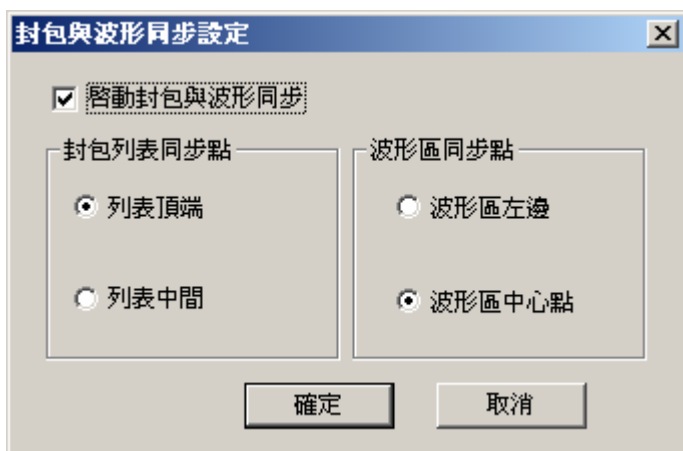 封包與波形同步設定
啓動封包與波形同步
封包列表同步點
列表頂端
列表中間
波形區同步點
波形區左邊
波形區中心點
確定
取消